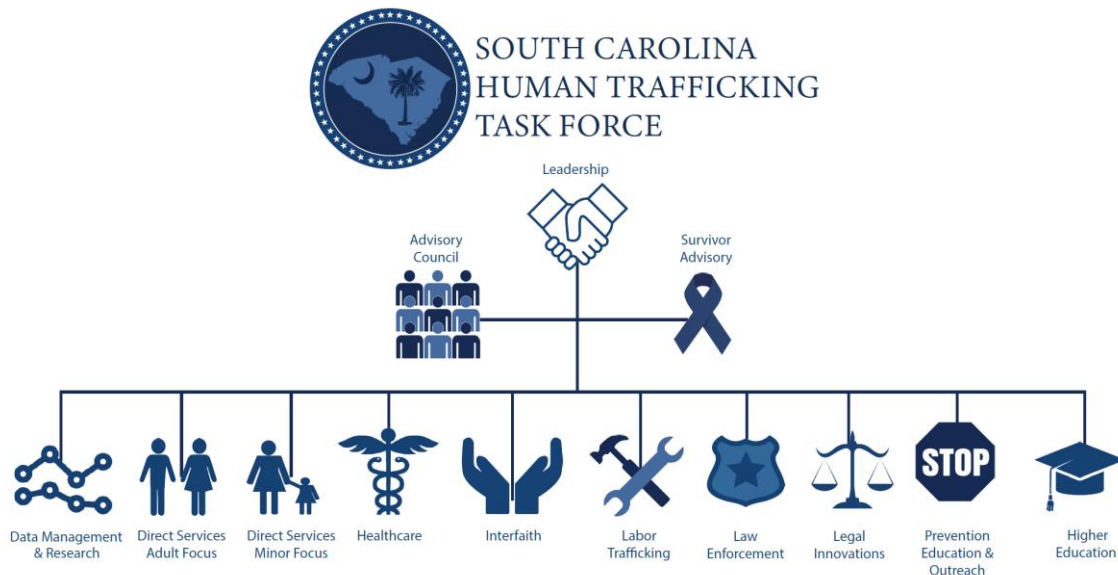 SOUTH CAROLINA
HUMAN TRAFFICKING
TASK FORCE
Leadership
Advisory
Council
Survivor
Advisory
STOP
Data Management
& Research
Direct Services
Adult Focus
Direct Services
Minor Focus
Healthcare
Interfaith
Labor
Trafficking
Law
Enforcement
Legal
Innovations
Prevention
Education &
Outreach
Higher
Education